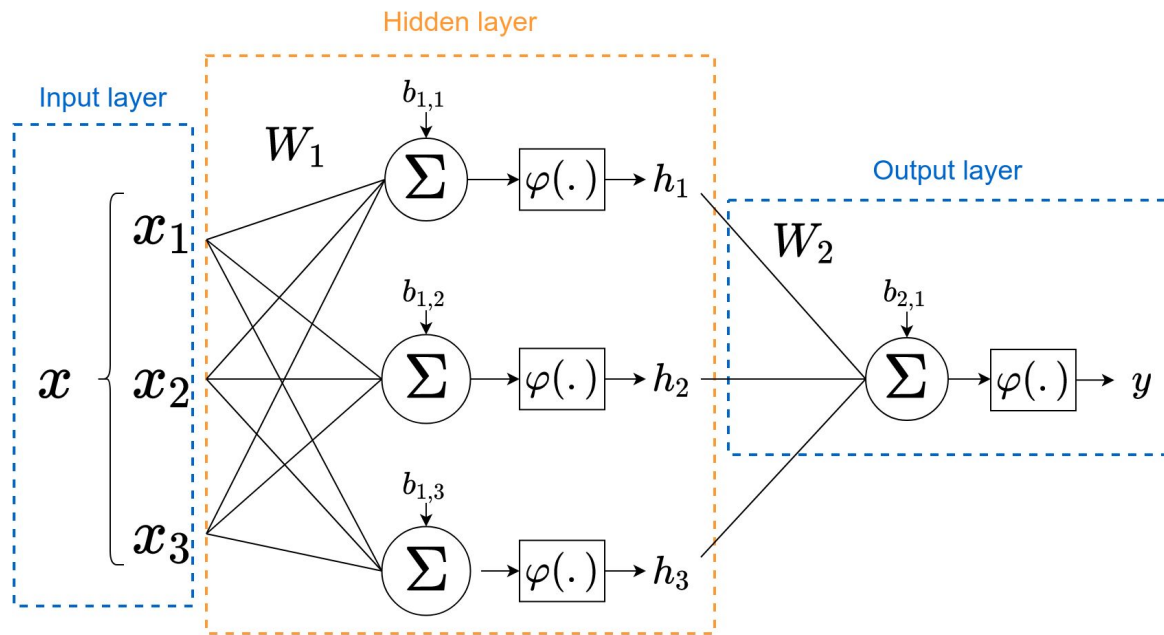 Hidden layer
Input layer
Output layer
W₁
b₁,₁
Σ φ(.) h₁
x₁
W₂
b₁,₂
b₂,₁
x x₂ Σ φ(.) h₂ Σ φ(.) y
b₁,₃
x₃ Σ φ(.) h₃